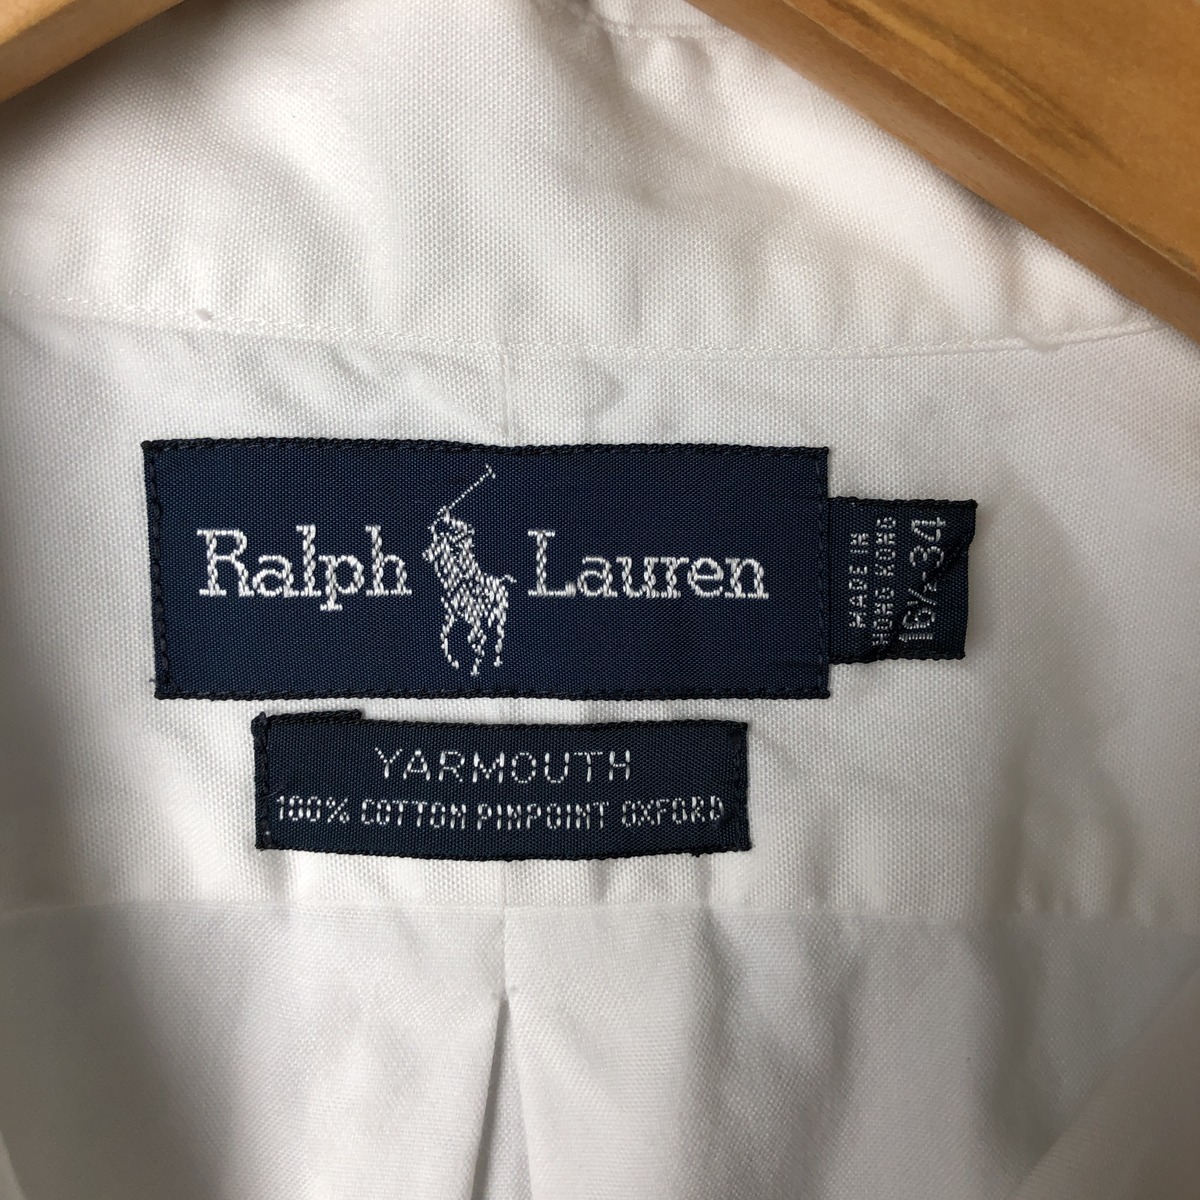 Ralph Lauren
MADE IN
HONG KONG
16½-34
YARMOUTH
100% COTTON PINPOINT OXFORD